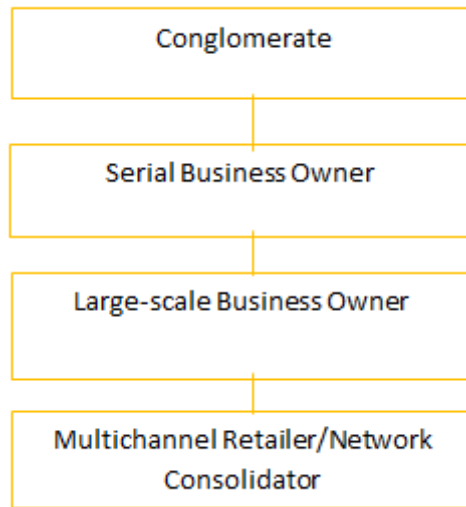 Conglomerate
Serial Business Owner
Large-scale Business Owner
Multichannel Retailer/Network
Consolidator